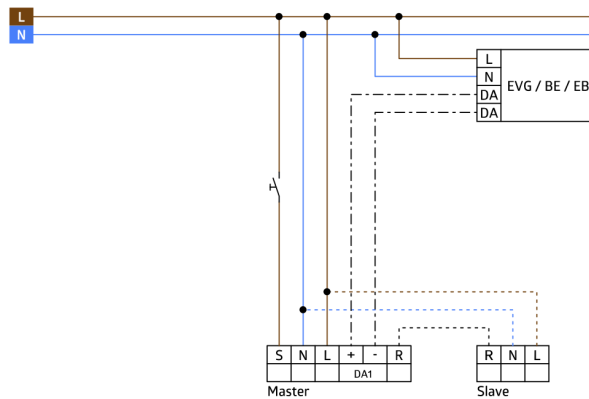 L
N
L
N
EVG / BE / EB
DA
DA
S N L + - R
DA1
Master
R N L
Slave